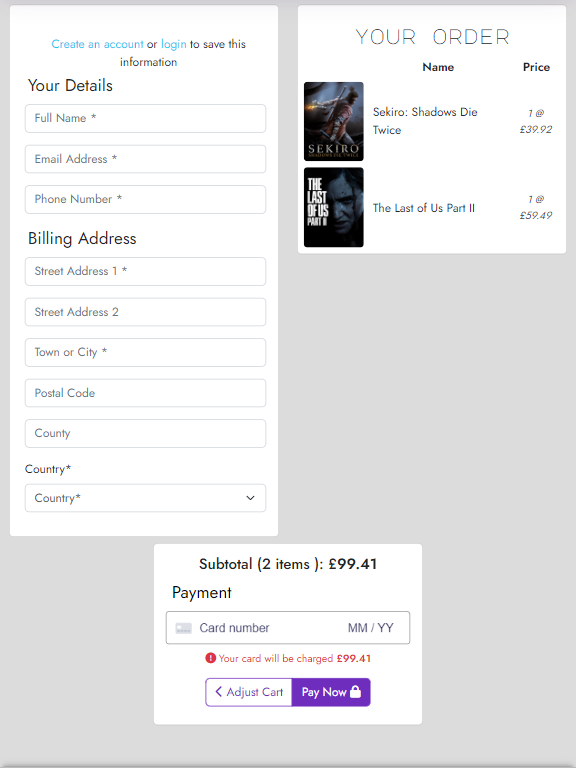 Create an account or login to save this
information
Your Details
Full Name *
Email Address *
Phone Number *
Billing Address
Street Address 1 *
Street Address 2
Town or City *
Postal Code
County
Country*
Country*
YOUR ORDER
Name Price
SEKIRO
SHADOWS DIE TWICE
Sekiro: Shadows Die
Twice
1 @
£39.92
THE
LAST
OF US
PART II
The Last of Us Part II
1 @
£59.49
Subtotal (2 items ): £99.41
Payment
Card number MM / YY
! Your card will be charged £99.41
Adjust Cart Pay Now